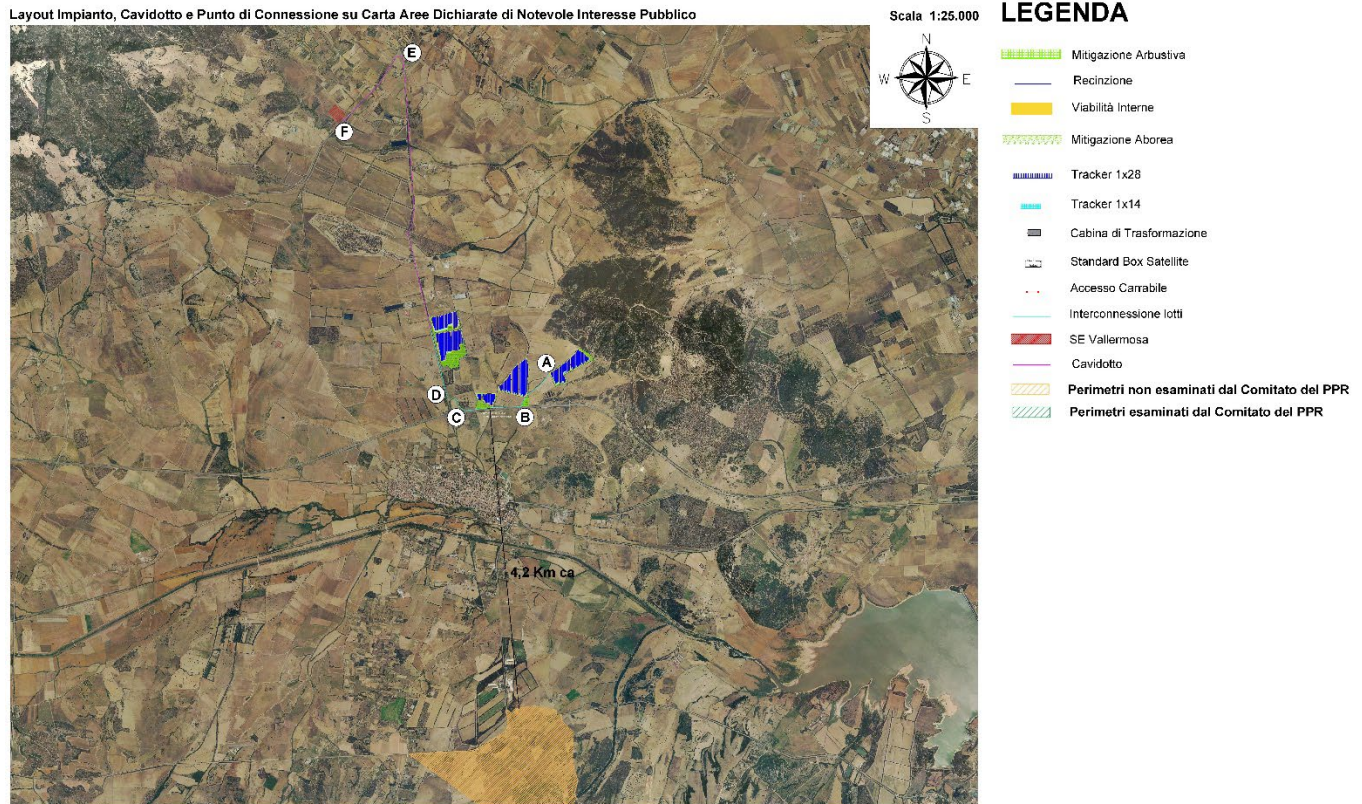 Layout Impianto, Cavidotto e Punto di Connessione su Carta Aree Dichiarate di Notevole Interesse Pubblico
Scala 1:25.000
LEGENDA
N
W E
S
Mitigazione Arbustiva
Recinzione
Viabilità Interne
Mitigazione Aborea
Tracker 1x28
Tracker 1x14
Cabina di Trasformazione
Standard Box Satellite
Accesso Carrabile
Interconnessione lotti
SE Vallermosa
Cavidotto
Perimetri non esaminati dal Comitato del PPR
Perimetri esaminati dal Comitato del PPR
E
F
A
D
C
B
4,2 Km ca